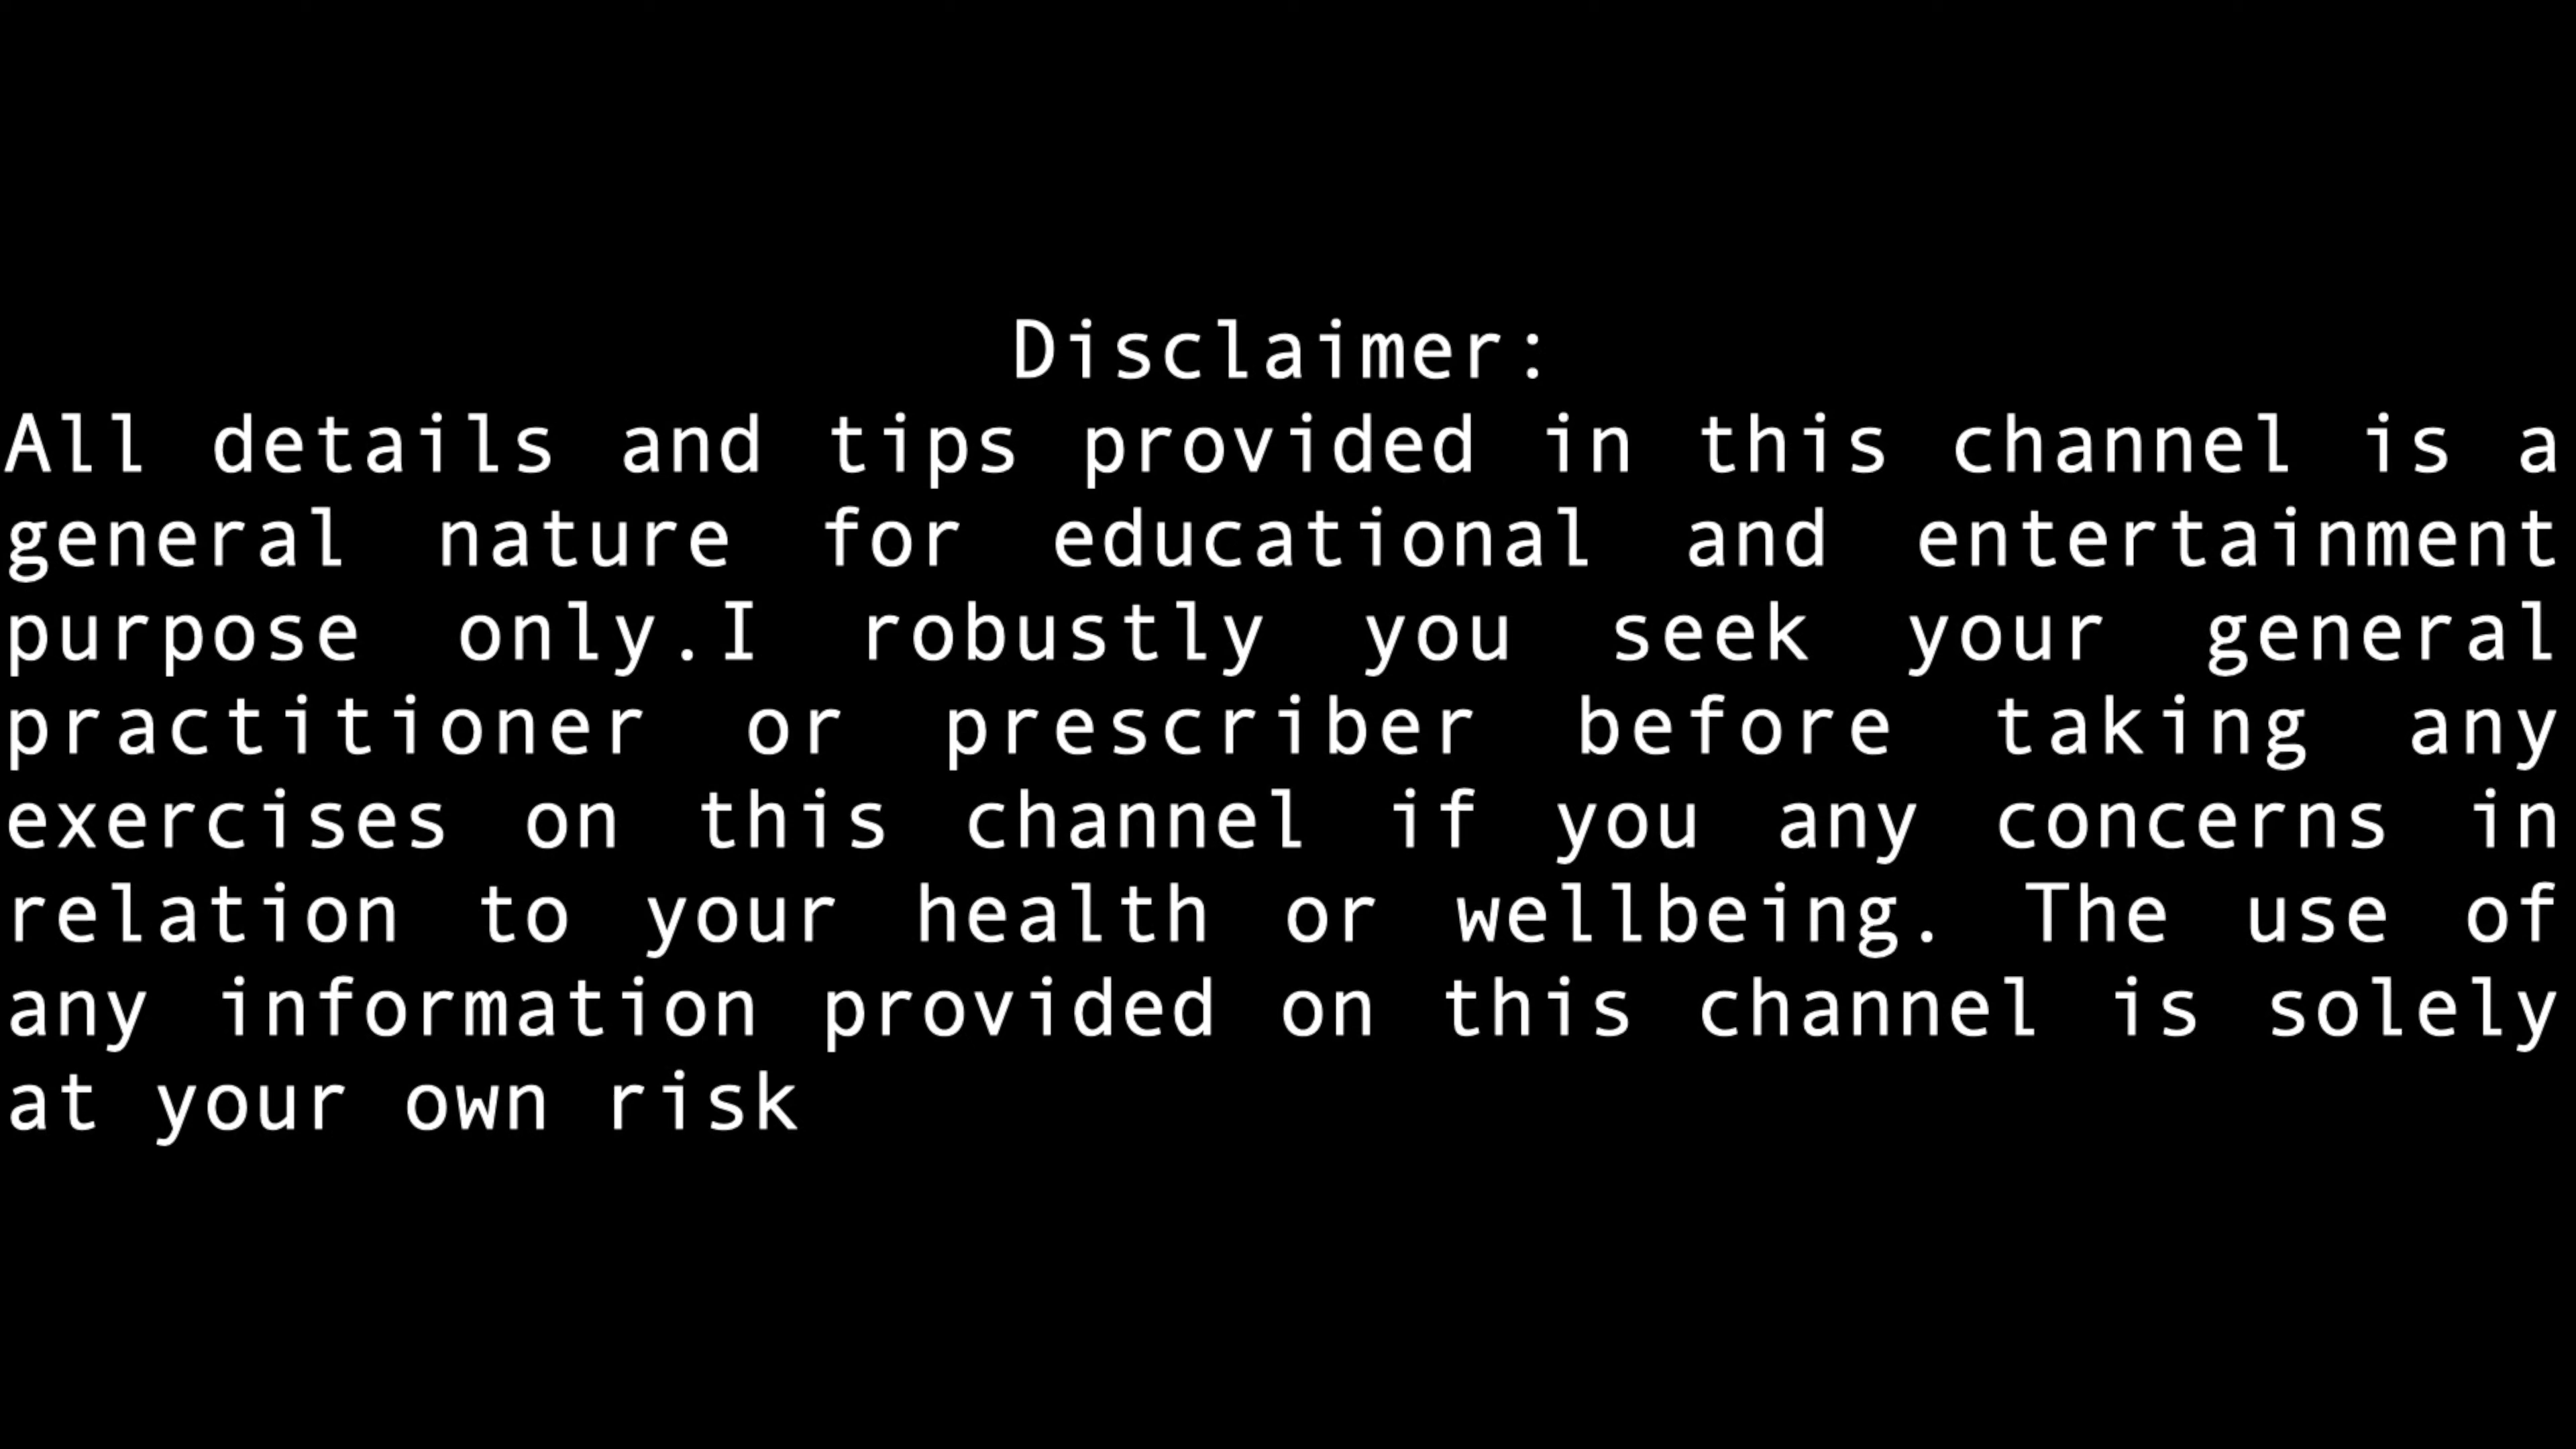 Disclaimer:
All details and tips provided in this channel is a
general nature for educational and entertainment
purpose only.I robustly you seek your general
practitioner or prescriber before taking any
exercises on this channel if you any concerns in
relation to your health or wellbeing. The use of
any information provided on this channel is solely
at your own risk